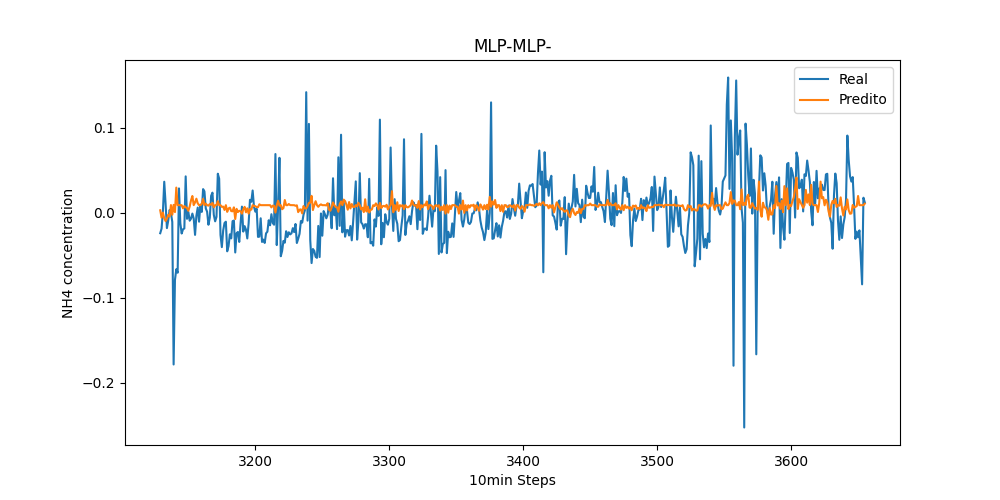 MLP-MLP-
Real
Predito
NH4 concentration
0.1
0.0
−0.1
−0.2
3200 3300 3400 3500 3600
10min Steps